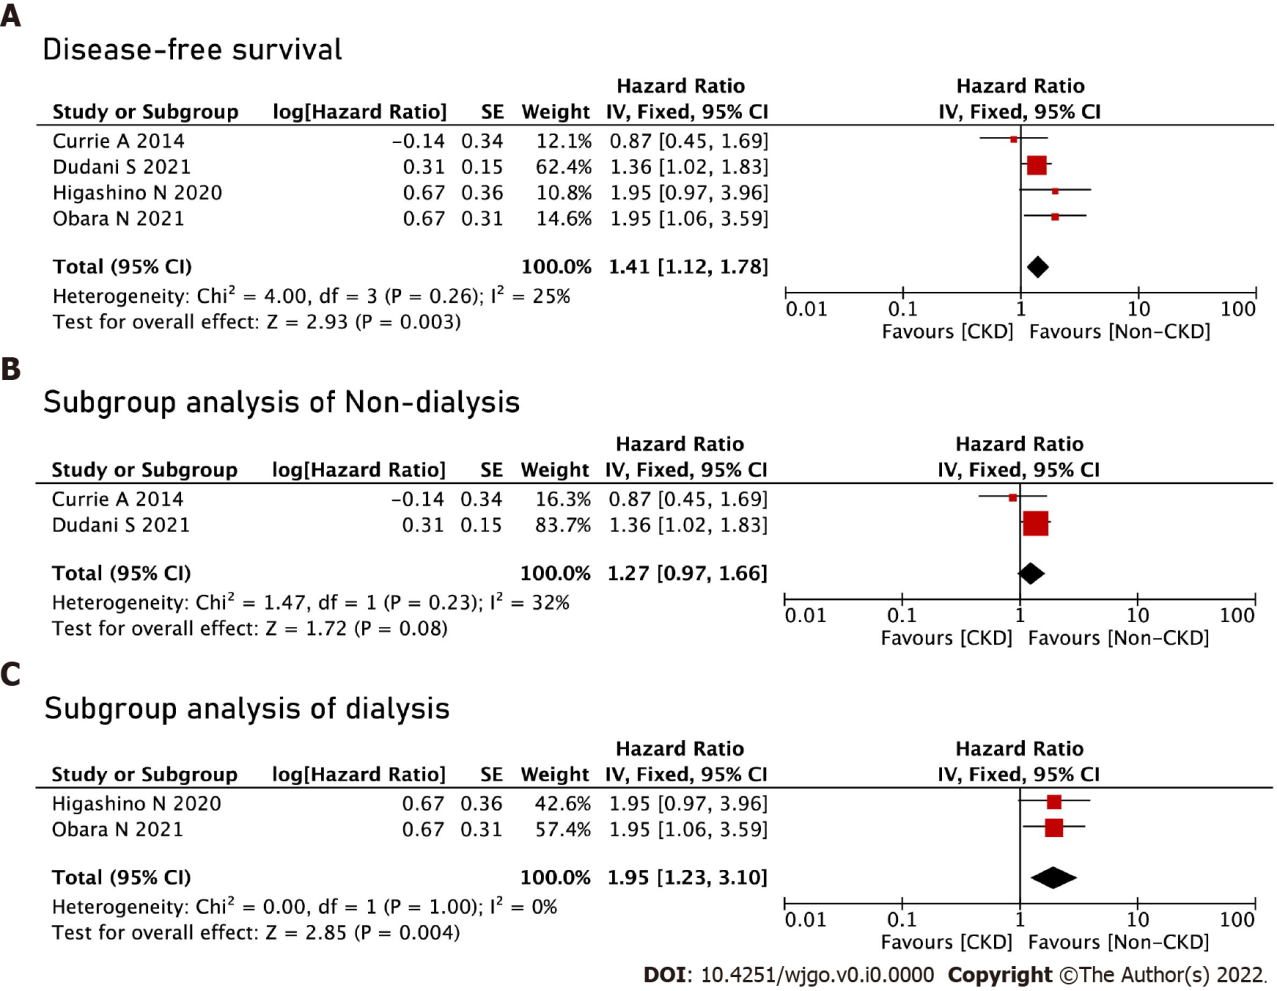 A
Disease-free survival
Hazard Ratio Hazard Ratio
Study or Subgroup log[Hazard Ratio] SE Weight IV, Fixed, 95% CI IV, Fixed, 95% CI
Currie A 2014 −0.14 0.34 12.1% 0.87 [0.45, 1.69]
Dudani S 2021 0.31 0.15 62.4% 1.36 [1.02, 1.83]
Higashino N 2020 0.67 0.36 10.8% 1.95 [0.97, 3.96]
Obara N 2021 0.67 0.31 14.6% 1.95 [1.06, 3.59]
Total (95% CI) 100.0% 1.41 [1.12, 1.78]
Heterogeneity: Chi² = 4.00, df = 3 (P = 0.26); I² = 25%
Test for overall effect: Z = 2.93 (P = 0.003)
0.01 0.1 1 10 100
Favours [CKD] Favours [Non-CKD]
B
Subgroup analysis of Non-dialysis
Hazard Ratio Hazard Ratio
Study or Subgroup log[Hazard Ratio] SE Weight IV, Fixed, 95% CI IV, Fixed, 95% CI
Currie A 2014 −0.14 0.34 16.3% 0.87 [0.45, 1.69]
Dudani S 2021 0.31 0.15 83.7% 1.36 [1.02, 1.83]
Total (95% CI) 100.0% 1.27 [0.97, 1.66]
Heterogeneity: Chi² = 1.47, df = 1 (P = 0.23); I² = 32%
Test for overall effect: Z = 1.72 (P = 0.08)
0.01 0.1 1 10 100
Favours [CKD] Favours [Non-CKD]
C
Subgroup analysis of dialysis
Hazard Ratio Hazard Ratio
Study or Subgroup log[Hazard Ratio] SE Weight IV, Fixed, 95% CI IV, Fixed, 95% CI
Higashino N 2020 0.67 0.36 42.6% 1.95 [0.97, 3.96]
Obara N 2021 0.67 0.31 57.4% 1.95 [1.06, 3.59]
Total (95% CI) 100.0% 1.95 [1.23, 3.10]
Heterogeneity: Chi² = 0.00, df = 1 (P = 1.00); I² = 0%
Test for overall effect: Z = 2.85 (P = 0.004)
0.01 0.1 1 10 100
Favours [CKD] Favours [Non-CKD]
DOI: 10.4251/wjgo.v0.i0.0000 Copyright ©The Author(s) 2022.